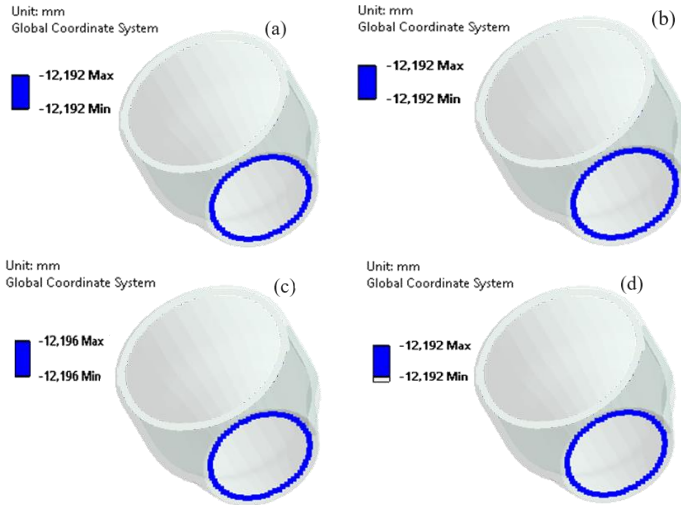 Unit: mm
Global Coordinate System
(a)
-12,192 Max
-12,192 Min
Unit: mm
Global Coordinate System
(b)
-12,192 Max
-12,192 Min
Unit: mm
Global Coordinate System
(c)
-12,196 Max
-12,196 Min
Unit: mm
Global Coordinate System
(d)
-12,192 Max
-12,192 Min